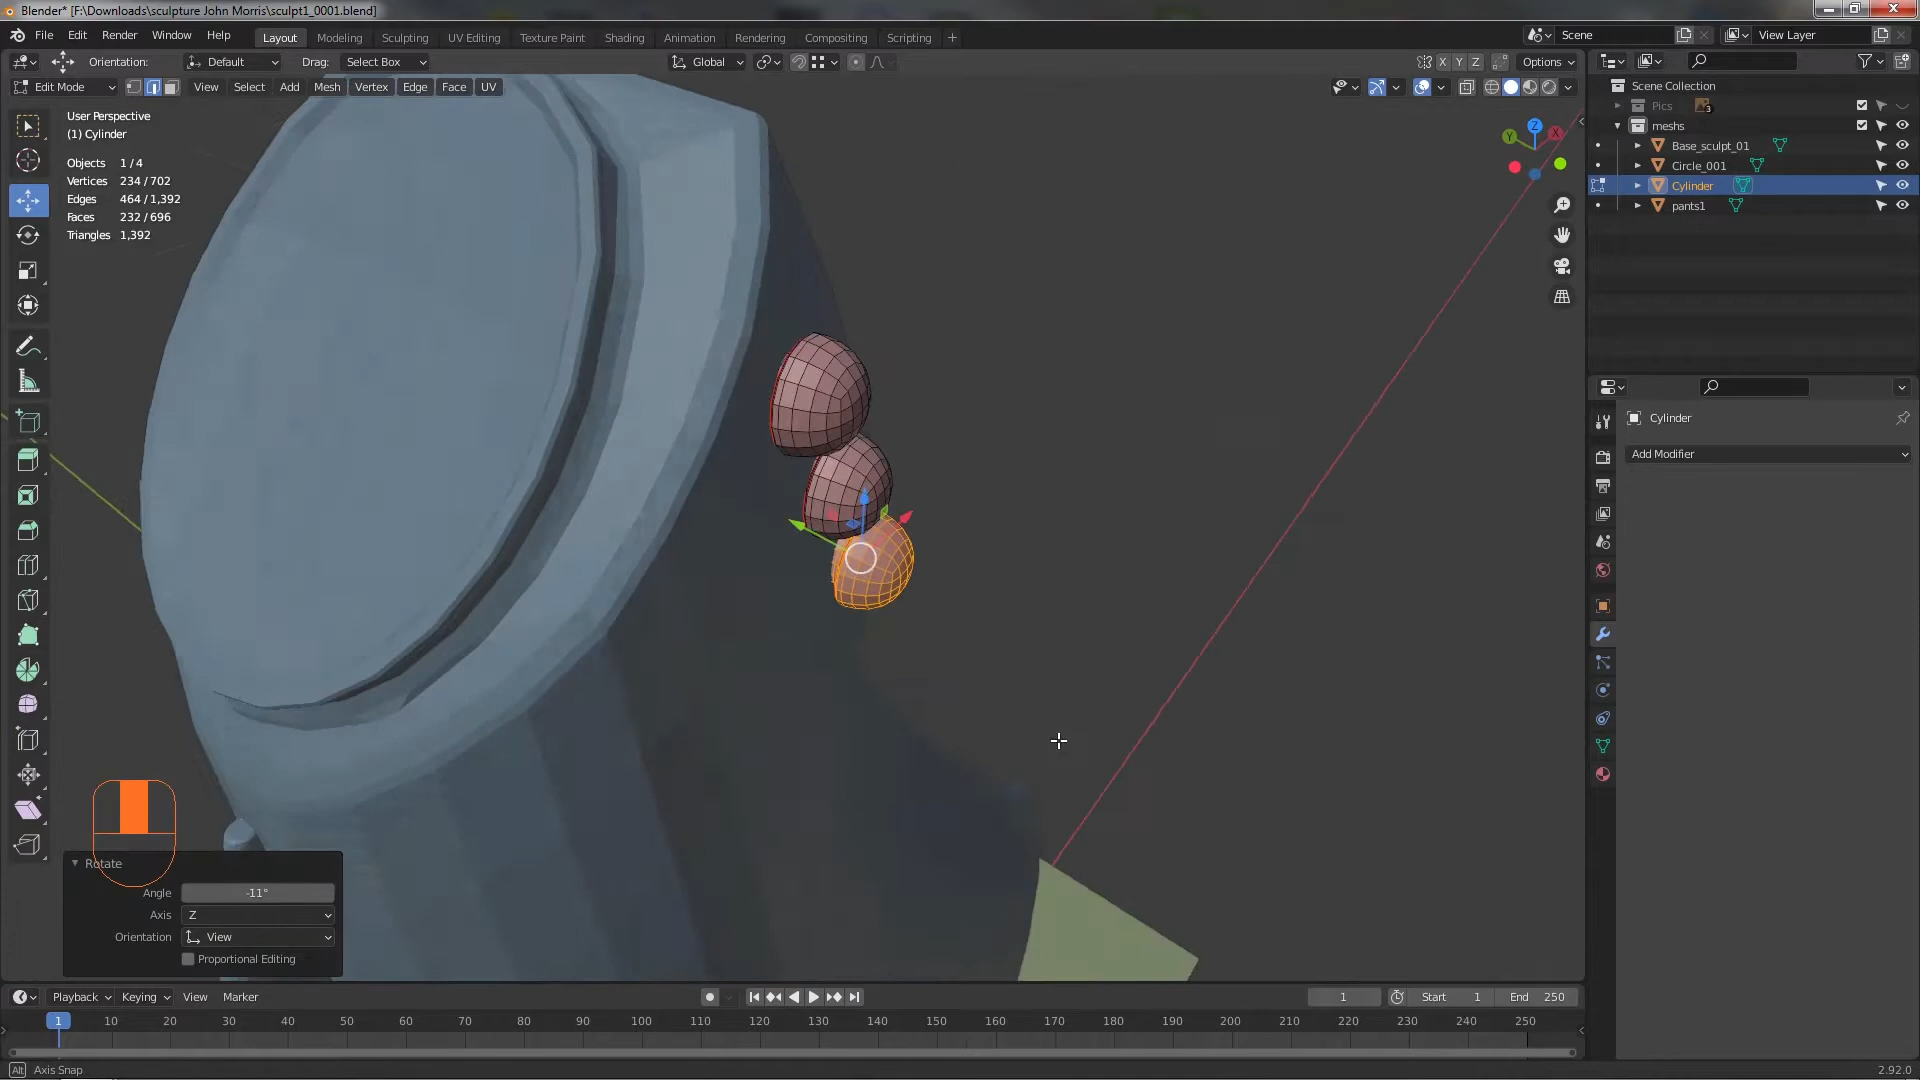 Blender* [F:\Downloads\sculpture John Morris\sculpt1_0001.blend]
File Edit Render Window Help Layout Modeling Sculpting UV Editing Texture Paint Shading Animation Rendering Compositing Scripting + Scene View Layer
Orientation: Default Drag: Select Box Global X Y Z Options
Edit Mode View Select Add Mesh Vertex Edge Face UV
User Perspective
(1) Cylinder
Objects 1 / 4
Vertices 234 / 702
Edges 464 / 1,392
Faces 232 / 696
Triangles 1,392
Z
Y
X
Scene Collection
Pics 3
meshs
Base_sculpt_01
Circle_001
Cylinder
pants1
Cylinder
Add Modifier
Rotate
Angle -11°
Axis Z
Orientation View
Proportional Editing
Playback Keying View Marker 1 Start 1 End 250
1 10 20 30 40 50 60 70 80 90 100 110 120 130 140 150 160 170 180 190 200 210 220 230 240 250
Alt Axis Snap 2.92.0